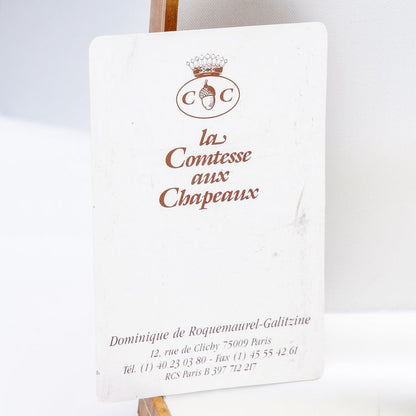 C C
la
Comtesse
aux
Chapeaux
Dominique de Roquemaurel-Galitzine
12, rue de Clichy 75009 Paris
Tél. (1) 40 23 03 80 - Fax (1) 45 55 42 61
RCS Paris B 397 712 217